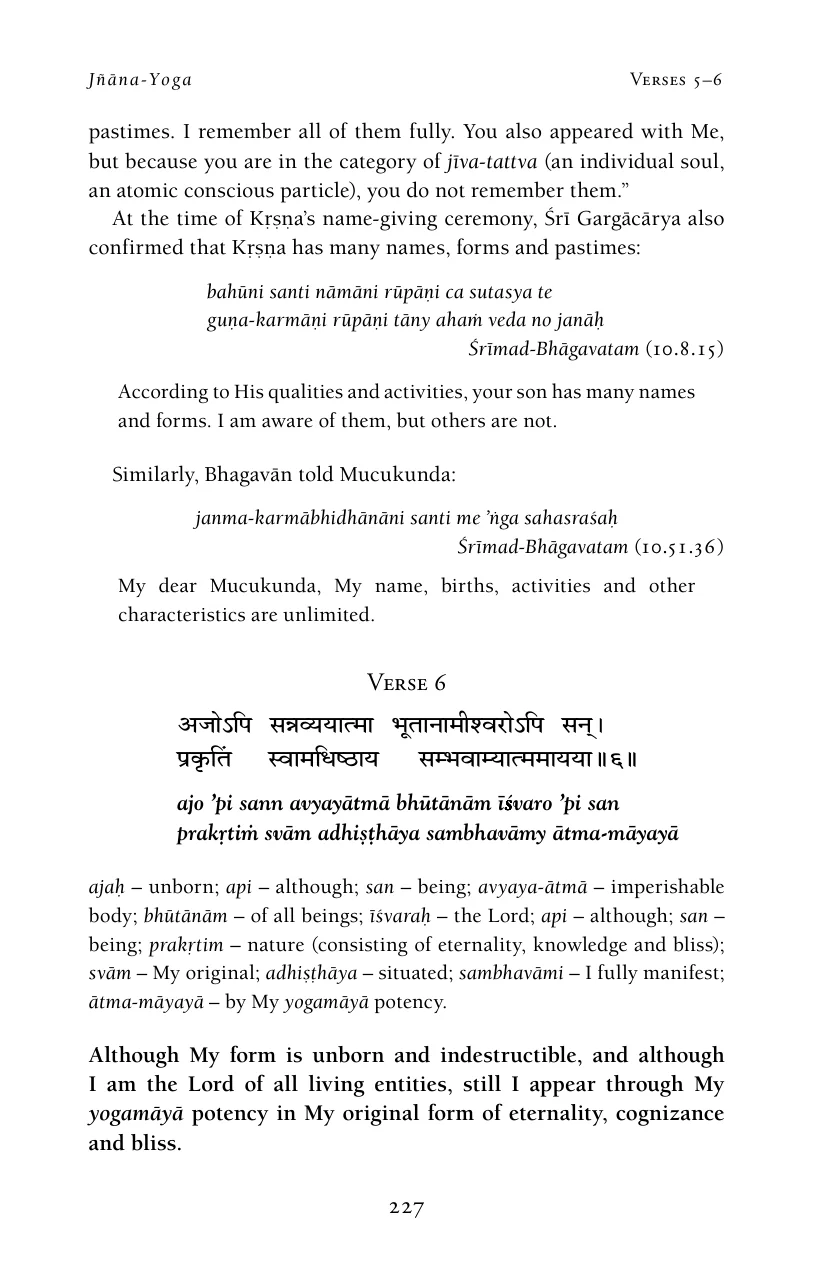 Jñāna-Yoga Verses 5–6
pastimes. I remember all of them fully. You also appeared with Me,
but because you are in the category of jīva-tattva (an individual soul,
an atomic conscious particle), you do not remember them.”
At the time of Kṛṣṇa’s name-giving ceremony, Śrī Gargācārya also
confirmed that Kṛṣṇa has many names, forms and pastimes:
bahūni santi nāmāni rūpāṇi ca sutasya te
guṇa-karmāṇi rūpāṇi tāny ahaṁ veda no janāḥ
Śrīmad-Bhāgavatam (10.8.15)
According to His qualities and activities, your son has many names
and forms. I am aware of them, but others are not.
Similarly, Bhagavān told Mucukunda:
janma-karmābhidhānāni santi me ’ṅga sahasraśaḥ
Śrīmad-Bhāgavatam (10.51.36)
My dear Mucukunda, My name, births, activities and other
characteristics are unlimited.
Verse 6
अजोऽपि सन्नव्ययात्मा भूतानामीश्वरोऽपि सन्।
प्रकृतिं स्वामधिष्ठाय सम्भवाम्यात्ममायया॥६॥
ajo ’pi sann avyayātmā bhūtānām īśvaro ’pi san
prakṛtiṁ svām adhiṣṭhāya sambhavāmy ātma-māyayā
ajaḥ – unborn; api – although; san – being; avyaya-ātmā – imperishable
body; bhūtānām – of all beings; īśvaraḥ – the Lord; api – although; san –
being; prakṛtim – nature (consisting of eternality, knowledge and bliss);
svām – My original; adhiṣṭhāya – situated; sambhavāmi – I fully manifest;
ātma-māyayā – by My yogamāyā potency.
Although My form is unborn and indestructible, and although
I am the Lord of all living entities, still I appear through My
yogamāyā potency in My original form of eternality, cognizance
and bliss.
227